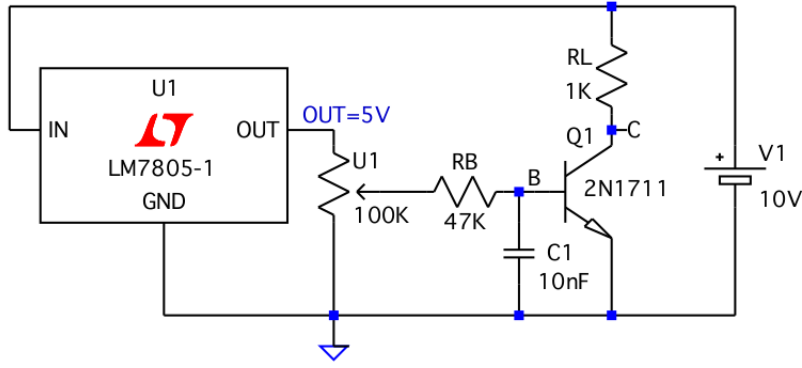 U1
IN
OUT
LM7805-1
GND
OUT=5V
U1
100K
RB
47K
B
C1
10nF
RL
1K
C
Q1
2N1711
+
V1
10V